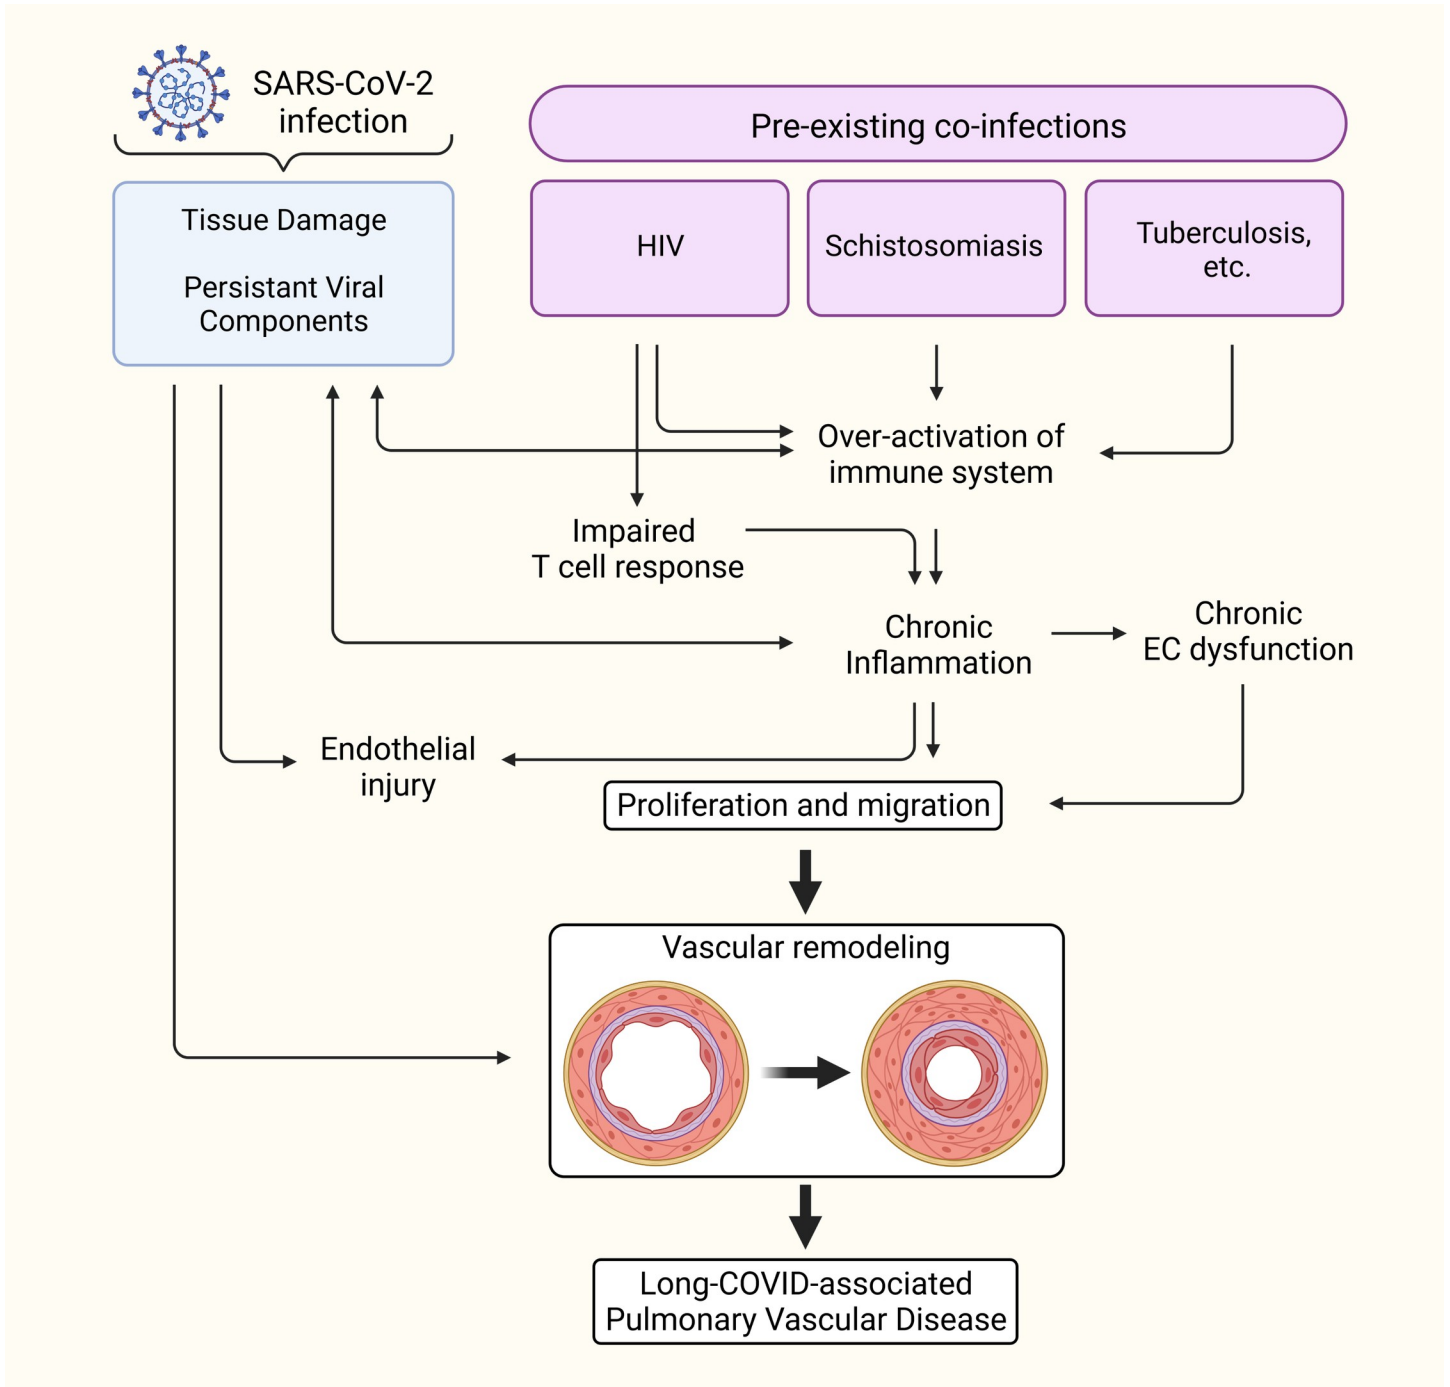 SARS-CoV-2
infection
Pre-existing co-infections
Tissue Damage
Persistant Viral
Components
HIV
Schistosomiasis
Tuberculosis,
etc.
Over-activation of
immune system
Impaired
T cell response
Chronic
Inflammation
Chronic
EC dysfunction
Endothelial
injury
Proliferation and migration
Vascular remodeling
Long-COVID-associated
Pulmonary Vascular Disease